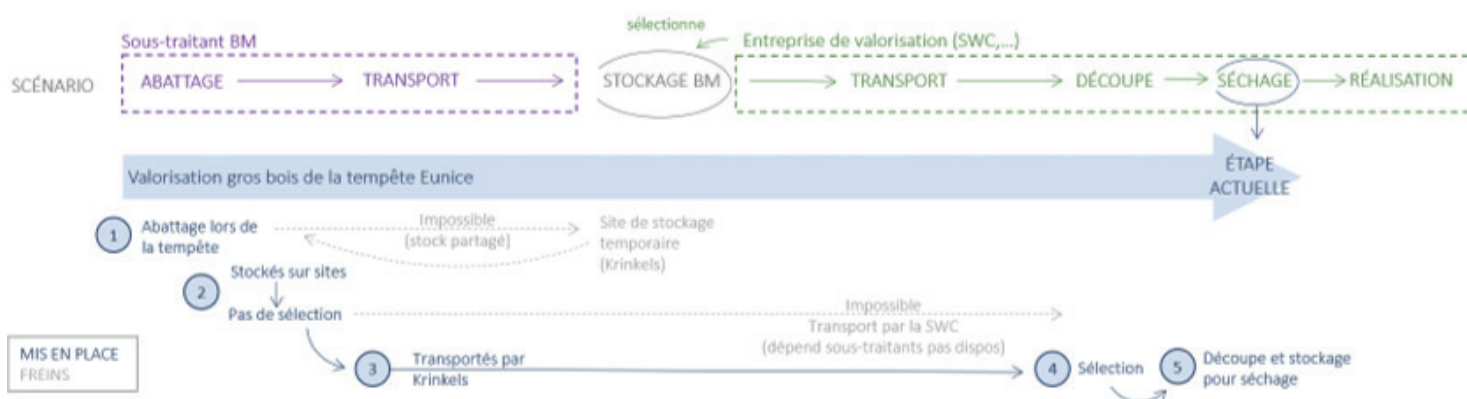 sélectionne
Sous-traitant BM
Entreprise de valorisation (SWC,...)
SCÉNARIO
ABATTAGE
TRANSPORT
STOCKAGE BM
TRANSPORT
DÉCOUPE
SÉCHAGE
RÉALISATION
Valorisation gros bois de la tempête Eunice
ÉTAPE
ACTUELLE
1
Abattage lors de
la tempête
Impossible
(stock partagé)
Site de stockage
temporaire
(Krinkels)
2
Stockés sur sites
Pas de sélection
Impossible
Transport par la SWC
(dépend sous-traitants pas dispos)
MIS EN PLACE
FREINS
3
Transportés par
Krinkels
4
Sélection
5
Découpe et stockage
pour séchage